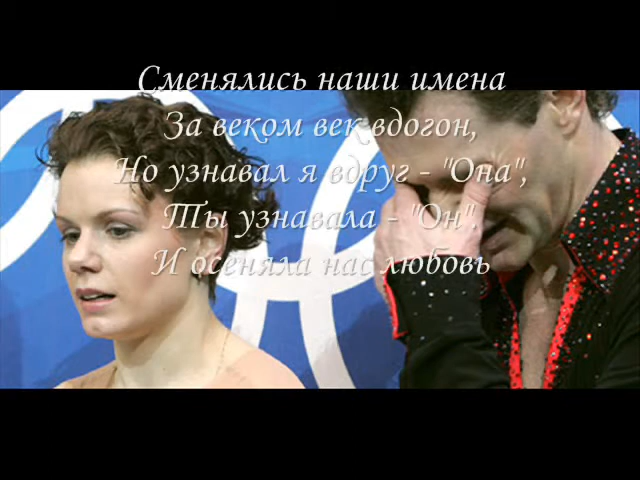 Сменялись наши имена
За веком век вдогон,
Но узнавал я вдруг - "Она",
Ты узнавала - "Он".
И осеняла нас любовь